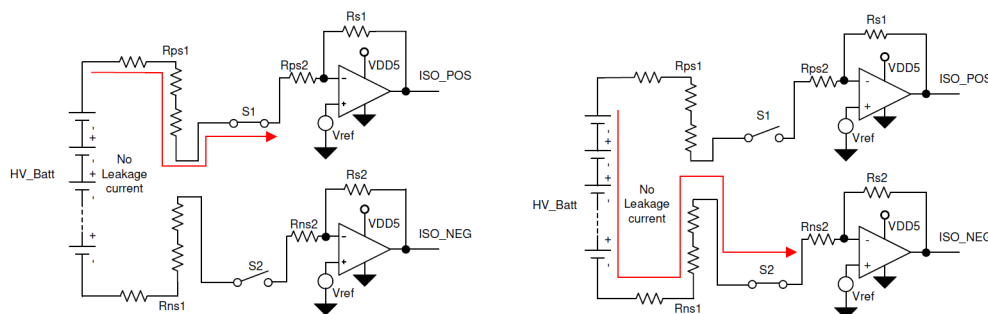 Rs1
Rps1
Rps2
VDD5
ISO_POS
S1
-
+
Vref
HV_Batt
No
Leakage
current
-
+
-
+
-
+
-
Rs2
Rns2
VDD5
ISO_NEG
S2
-
+
Vref
Rns1
Rs1
Rps1
Rps2
VDD5
ISO_POS
S1
-
+
Vref
HV_Batt
No
Leakage
current
-
+
-
+
-
+
-
Rs2
Rns2
VDD5
ISO_NEG
S2
-
+
Vref
Rns1